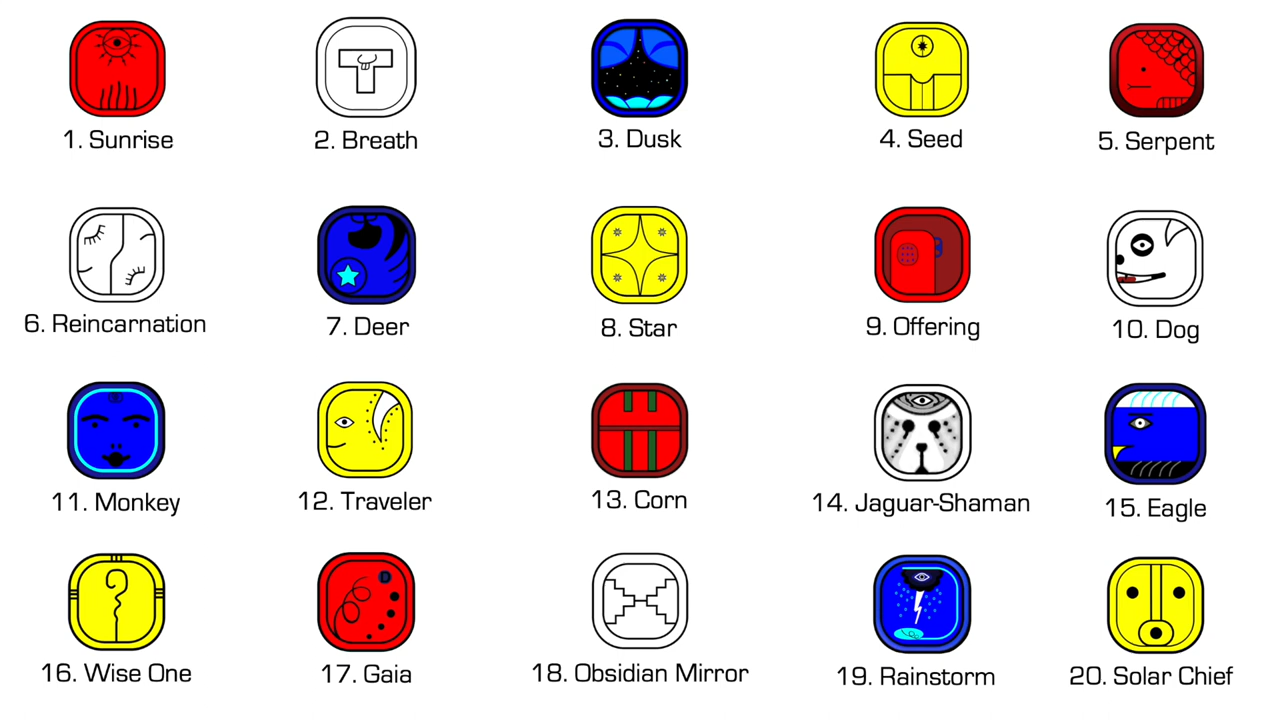 1. Sunrise
2. Breath
3. Dusk
4. Seed
5. Serpent
6. Reincarnation
7. Deer
8. Star
9. Offering
10. Dog
11. Monkey
12. Traveler
13. Corn
14. Jaguar-Shaman
15. Eagle
16. Wise One
17. Gaia
18. Obsidian Mirror
19. Rainstorm
20. Solar Chief